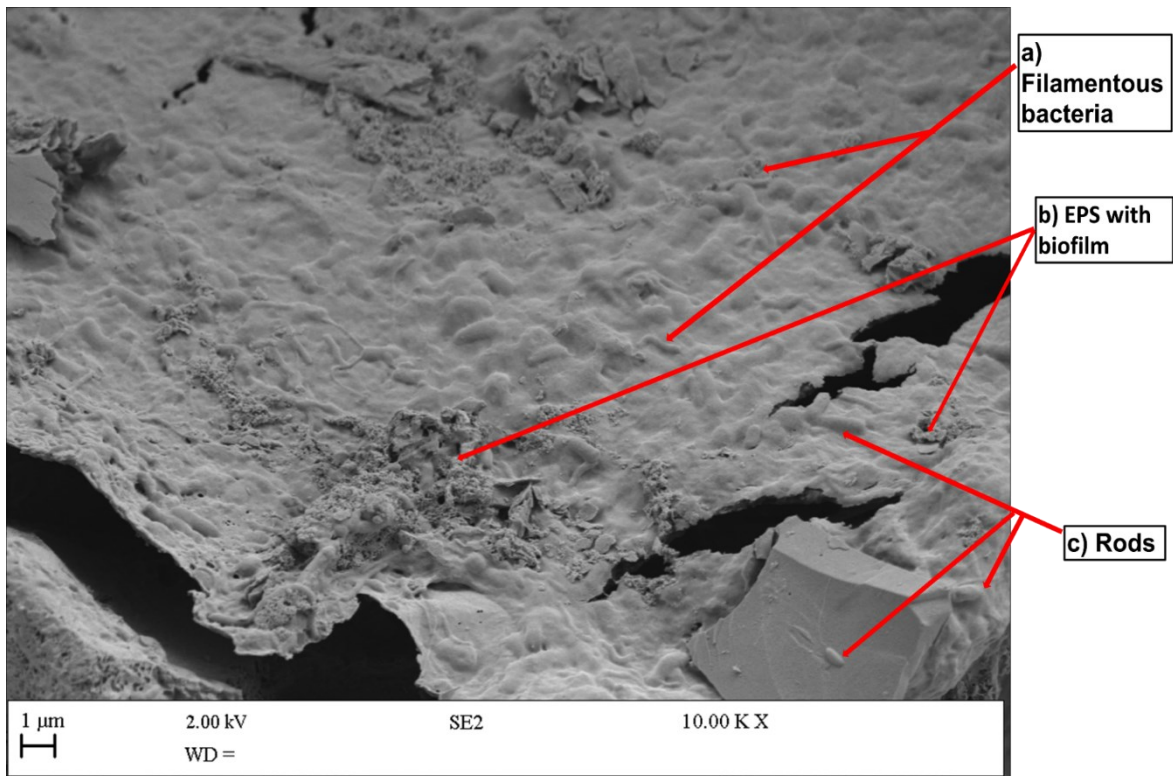 a)
Filamentous
bacteria
b) EPS with
biofilm
c) Rods
1 μm 2.00 kV SE2 10.00 K X
WD =